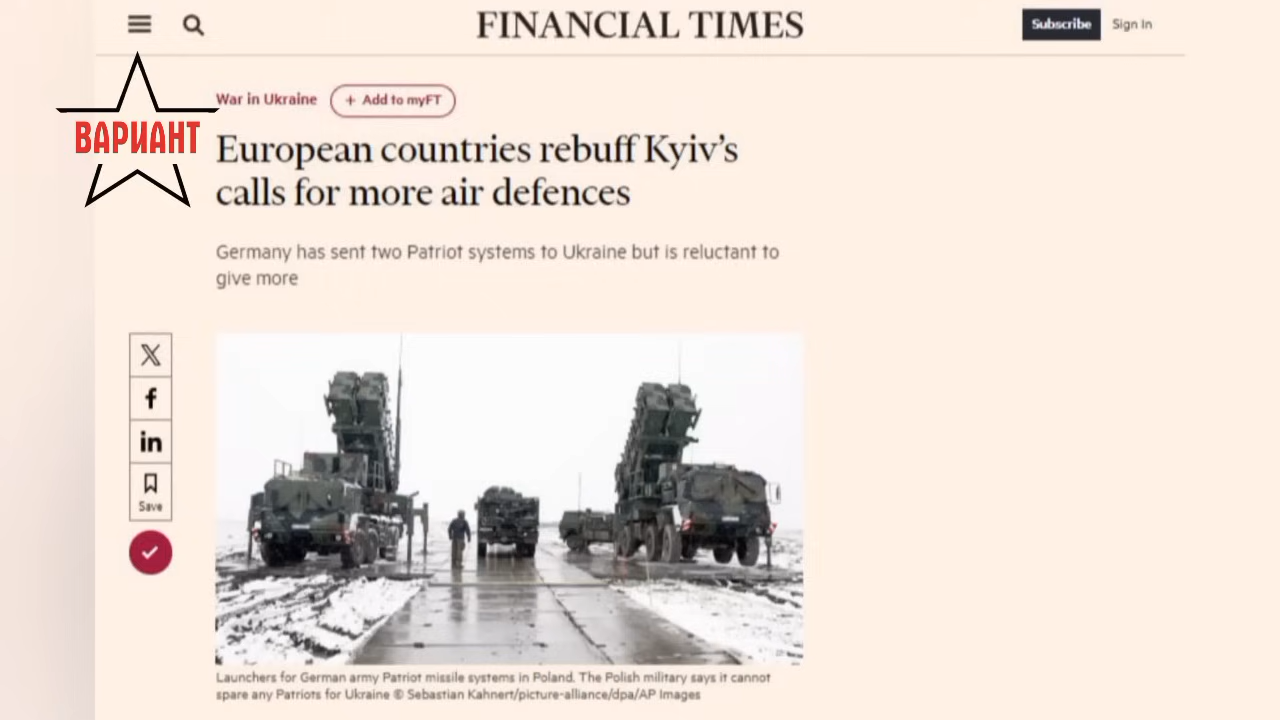 FINANCIAL TIMES
Subscribe
Sign In
War in Ukraine
+ Add to myFT
ВАРИАНТ
European countries rebuff Kyiv’s
calls for more air defences
Germany has sent two Patriot systems to Ukraine but is reluctant to
give more
Save
Launchers for German army Patriot missile systems in Poland. The Polish military says it cannot
spare any Patriots for Ukraine © Sebastian Kahnert/picture-alliance/dpa/AP Images